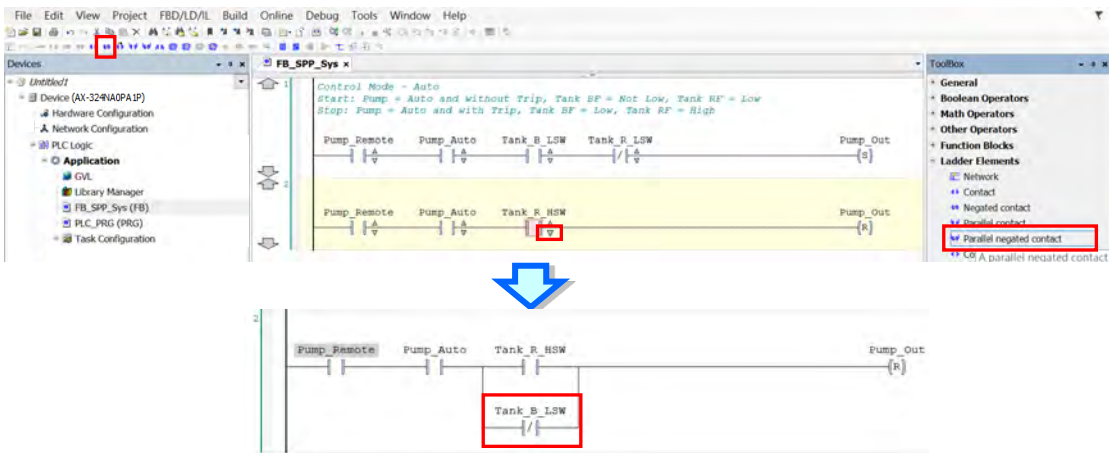 File Edit View Project FBD/LD/IL Build Online Debug Tools Window Help
Devices
Untitled1
Device (AX-324NA0PA1P)
Hardware Configuration
Network Configuration
PLC Logic
Application
GVL
Library Manager
FB_SPP_Sys (FB)
PLC_PRG (PRG)
Task Configuration
FB_SPP_Sys
1
Control Mode - Auto
Start: Pump = Auto and without Trip, Tank BF = Not Low, Tank RF = Low
Stop: Pump = Auto and with Trip, Tank BF = Low, Tank RF = High
Pump_Remote Pump_Auto Tank_B_LSW Tank_R_LSW Pump_Out
S
2
Pump_Remote Pump_Auto Tank_R_HSW Pump_Out
R
ToolBox
General
Boolean Operators
Math Operators
Other Operators
Function Blocks
Ladder Elements
Network
Contact
Negated contact
Parallel contact
Parallel negated contact
A parallel negated contact
2
Pump_Remote Pump_Auto Tank_R_HSW Pump_Out
R
Tank_B_LSW